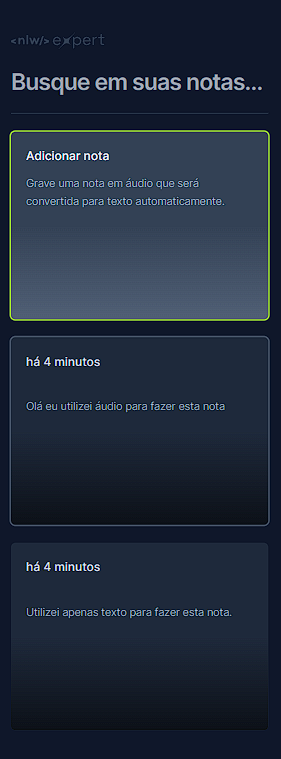 <nlw/> expert
Busque em suas notas...
Adicionar nota
Grave uma nota em áudio que será
convertida para texto automaticamente.
há 4 minutos
Olá eu utilizei áudio para fazer esta nota
há 4 minutos
Utilizei apenas texto para fazer esta nota.